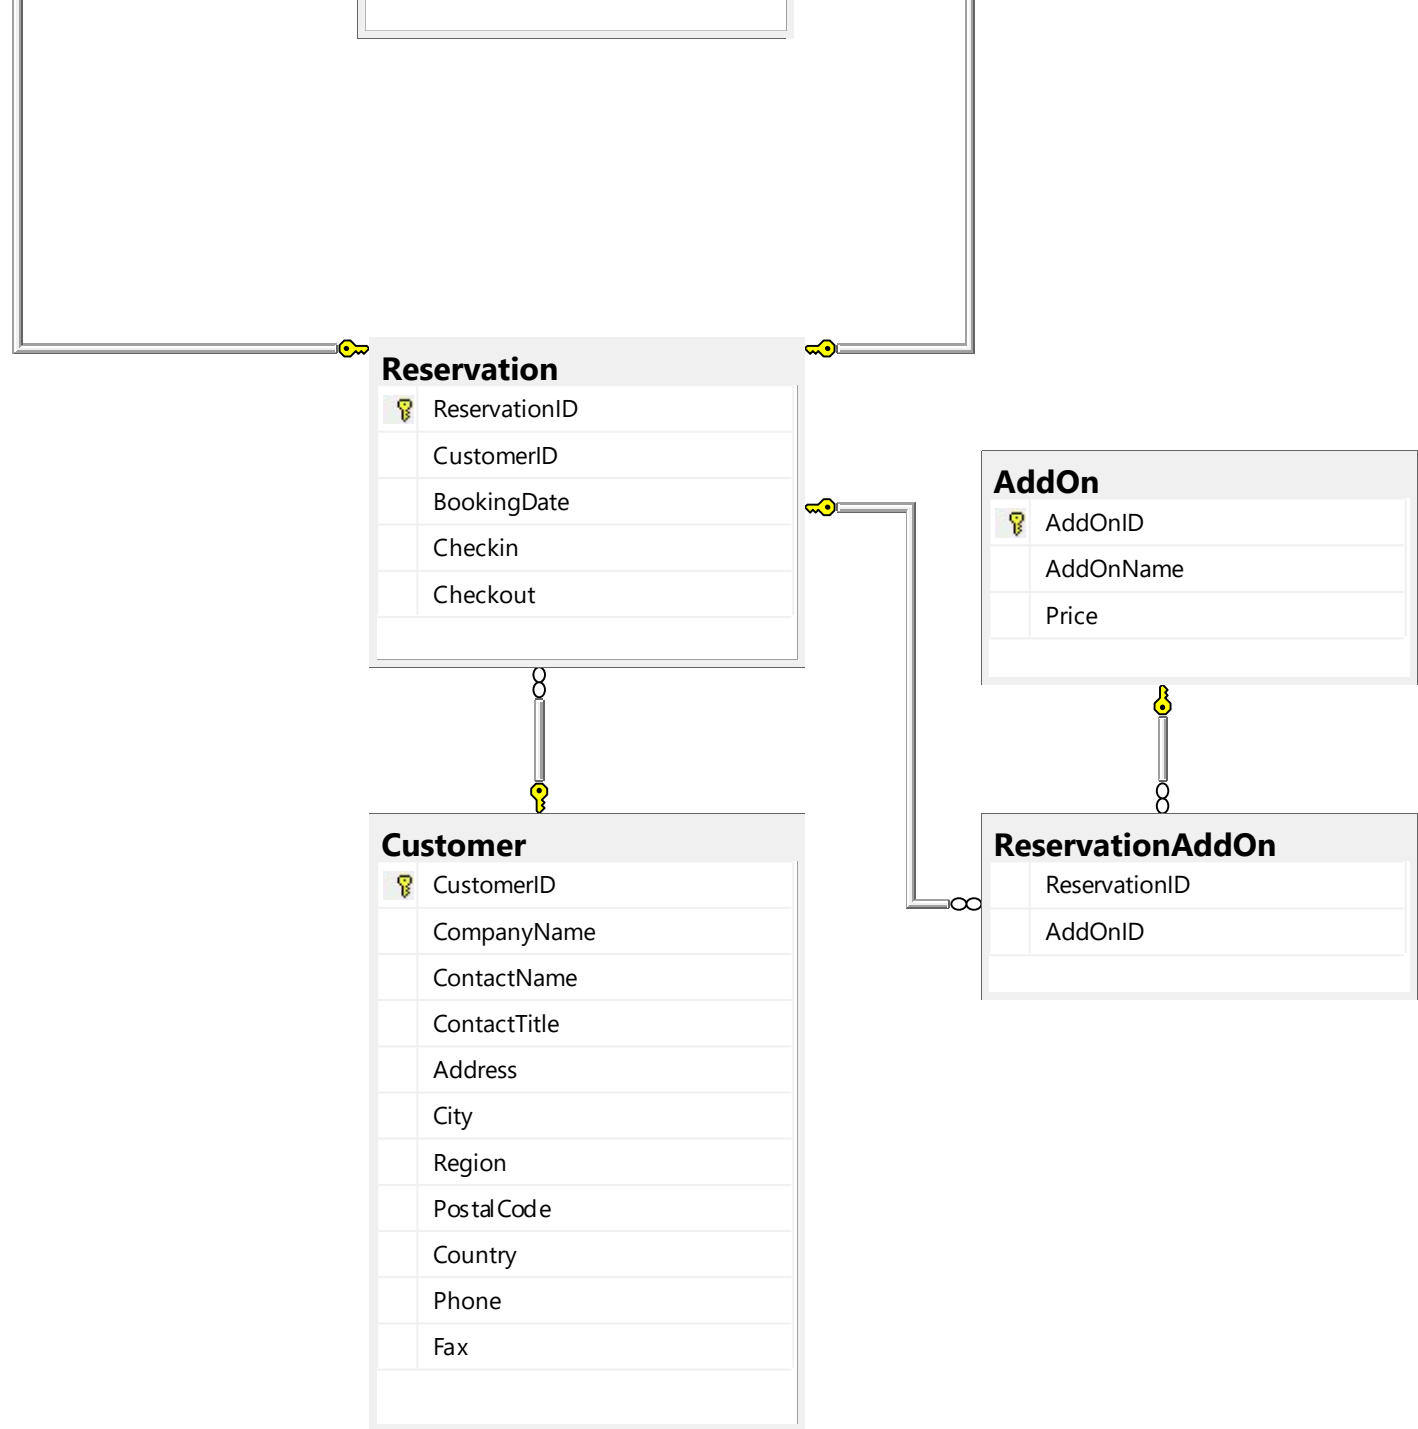 Reservation
ReservationID
CustomerID
BookingDate
Checkin
Checkout
AddOn
AddOnID
AddOnName
Price
Customer
CustomerID
CompanyName
ContactName
ContactTitle
Address
City
Region
PostalCode
Country
Phone
Fax
ReservationAddOn
ReservationID
AddOnID